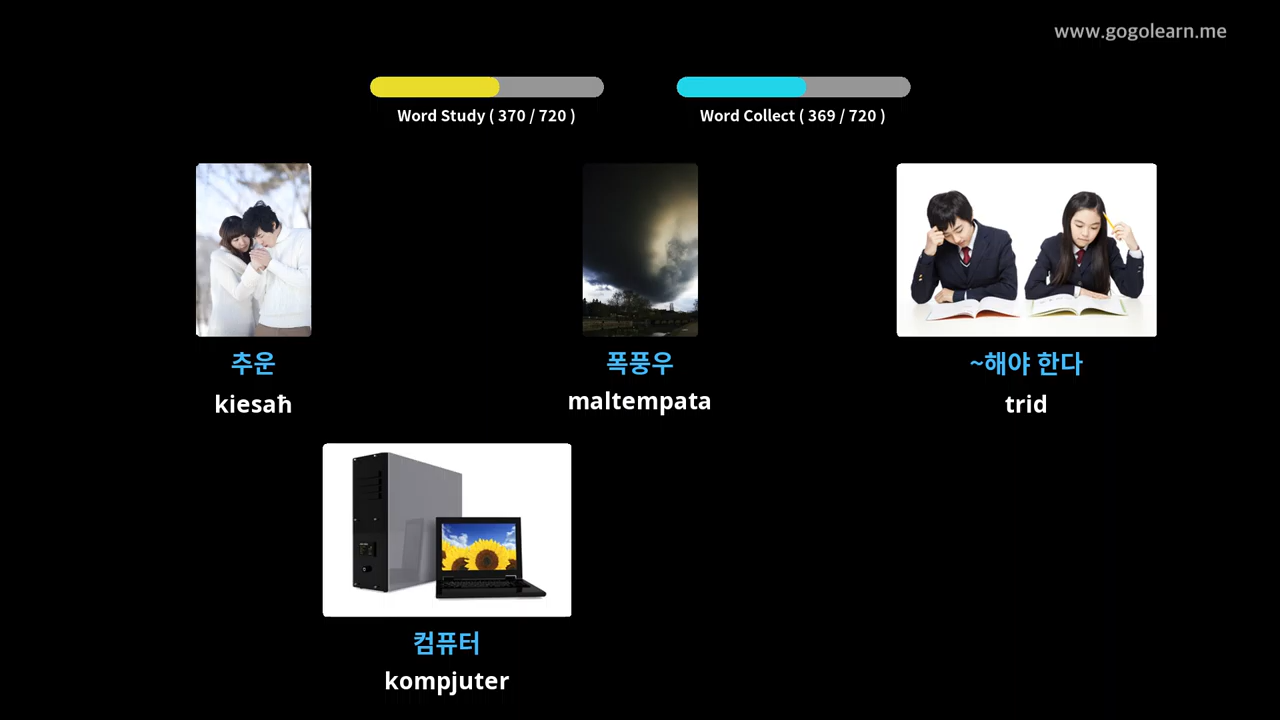 www.gogolearn.me
Word Study ( 370 / 720 )
Word Collect ( 369 / 720 )
추운
kiesaħ
폭풍우
maltempata
~해야 한다
trid
컴퓨터
kompjuter